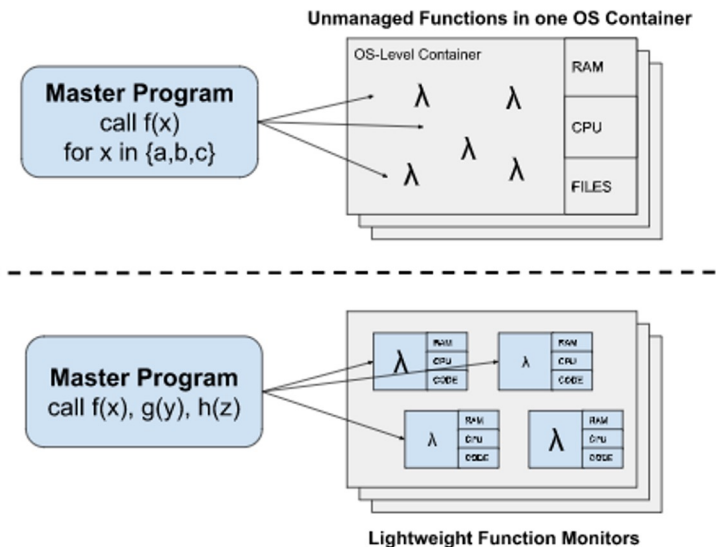 Unmanaged Functions in one OS Container
OS-Level Container
RAM
CPU
FILES
λ
λ
λ
λ
λ
Master Program
call f(x)
for x in {a,b,c}
Master Program
call f(x), g(y), h(z)
λ
RAM
CPU
CODE
λ
RAM
CPU
CODE
λ
RAM
CPU
CODE
λ
RAM
CPU
CODE
Lightweight Function Monitors